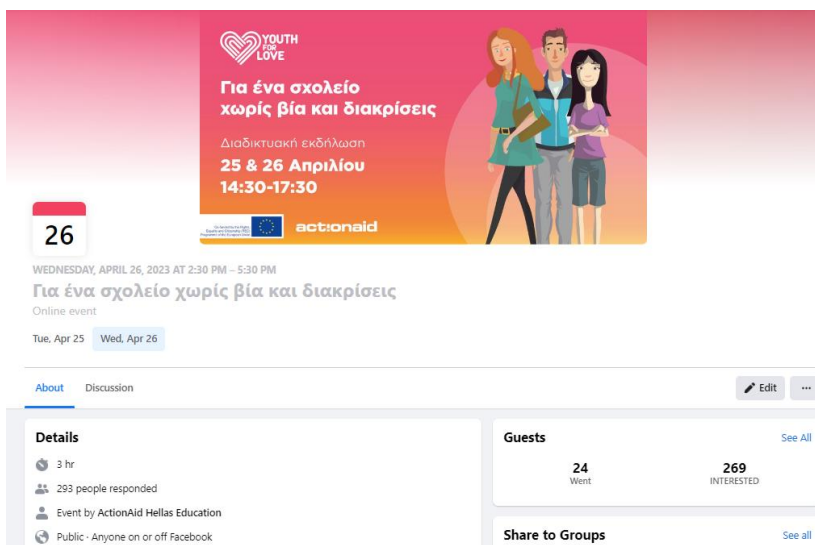 YOUTH
FOR
LOVE
Για ένα σχολείο
χωρίς βία και διακρίσεις
Διαδικτυακή εκδήλωση
25 & 26 Απριλίου
14:30-17:30
act:onaid
26
WEDNESDAY, APRIL 26, 2023 AT 2:30 PM – 5:30 PM
Για ένα σχολείο χωρίς βία και διακρίσεις
Online event
Tue, Apr 25 Wed, Apr 26
About Discussion
Edit ...
Details
3 hr
293 people responded
Event by ActionAid Hellas Education
Public · Anyone on or off Facebook
Guests See All
24 269
Went INTERESTED
Share to Groups See all